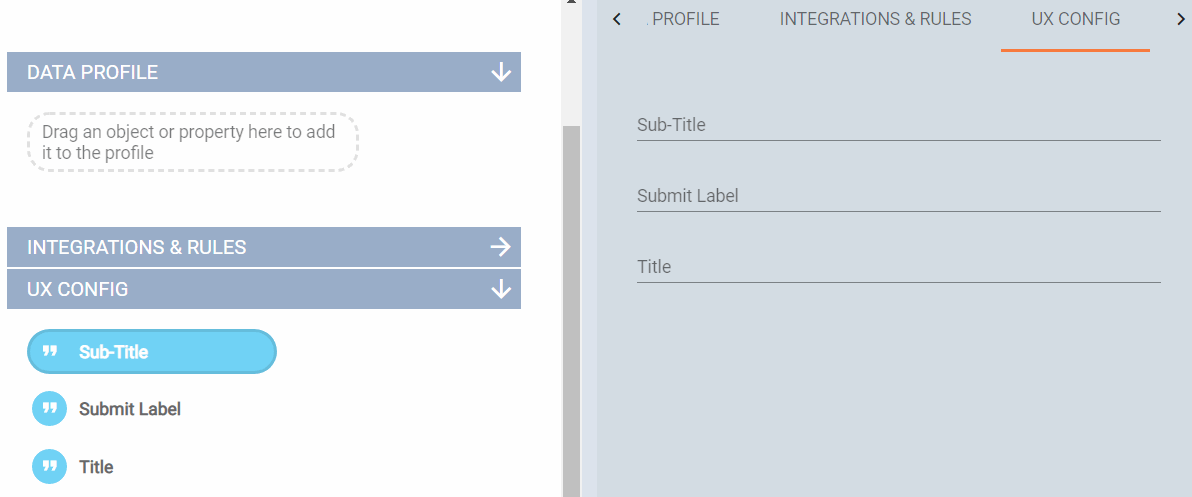 DATA PROFILE
Drag an object or property here to add
it to the profile
INTEGRATIONS & RULES
UX CONFIG
Sub-Title
Submit Label
Title
PROFILE INTEGRATIONS & RULES UX CONFIG
Sub-Title
Submit Label
Title